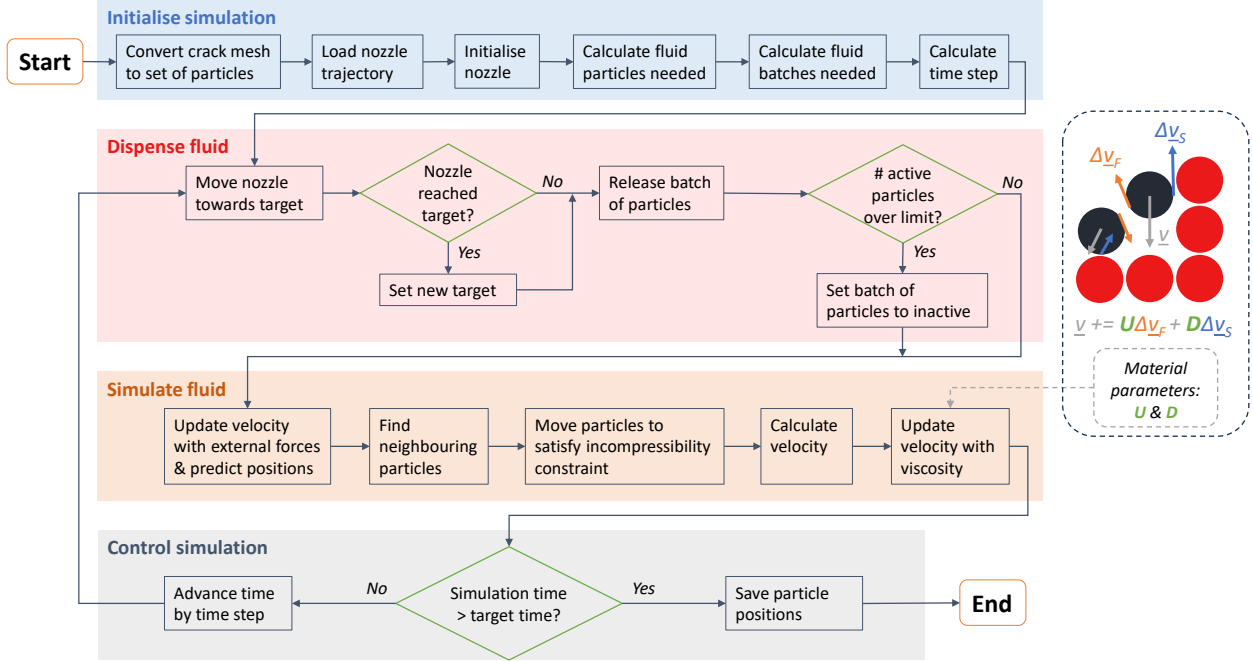 Initialise simulation
Start
Convert crack mesh
to set of particles
Load nozzle
trajectory
Initialise
nozzle
Calculate fluid
particles needed
Calculate fluid
batches needed
Calculate
time step
Dispense fluid
Move nozzle
towards target
Nozzle
reached
target?
No
Yes
Set new target
Release batch
of particles
# active
particles
over limit?
No
Yes
Set batch of
particles to inactive
Δv_S
Δv_F
v
v += UΔv_F + DΔv_S
Material
parameters:
U & D
Simulate fluid
Update velocity
with external forces
& predict positions
Find
neighbouring
particles
Move particles to
satisfy incompressibility
constraint
Calculate
velocity
Update
velocity with
viscosity
Control simulation
Advance time
by time step
No
Simulation time
> target time?
Yes
Save particle
positions
End